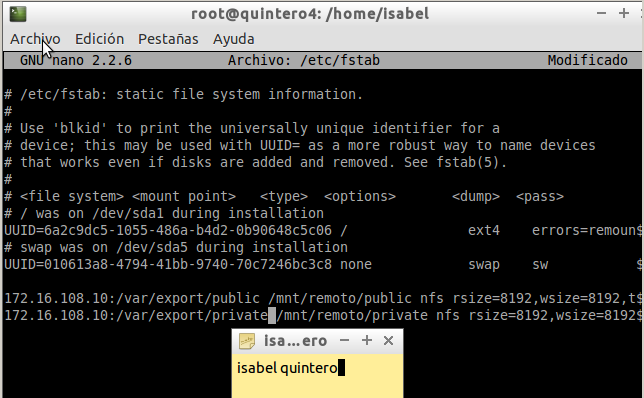 root@quintero4: /home/isabel
Archivo Edición Pestañas Ayuda
GNU nano 2.2.6 Archivo: /etc/fstab Modificado
# /etc/fstab: static file system information.
#
# Use 'blkid' to print the universally unique identifier for a
# device; this may be used with UUID= as a more robust way to name devices
# that works even if disks are added and removed. See fstab(5).
#
# <file system> <mount point> <type> <options> <dump> <pass>
# / was on /dev/sda1 during installation
UUID=6a2c9dc5-1055-486a-b4d2-0b90648c5c06 / ext4 errors=remoun$
# swap was on /dev/sda5 during installation
UUID=010613a8-4794-41bb-9740-70c7246bc3c8 none swap sw $
172.16.108.10:/var/export/public /mnt/remoto/public nfs rsize=8192,wsize=8192,t$
172.16.108.10:/var/export/private /mnt/remoto/private nfs rsize=8192,wsize=8192$
isa...ero
isabel quintero